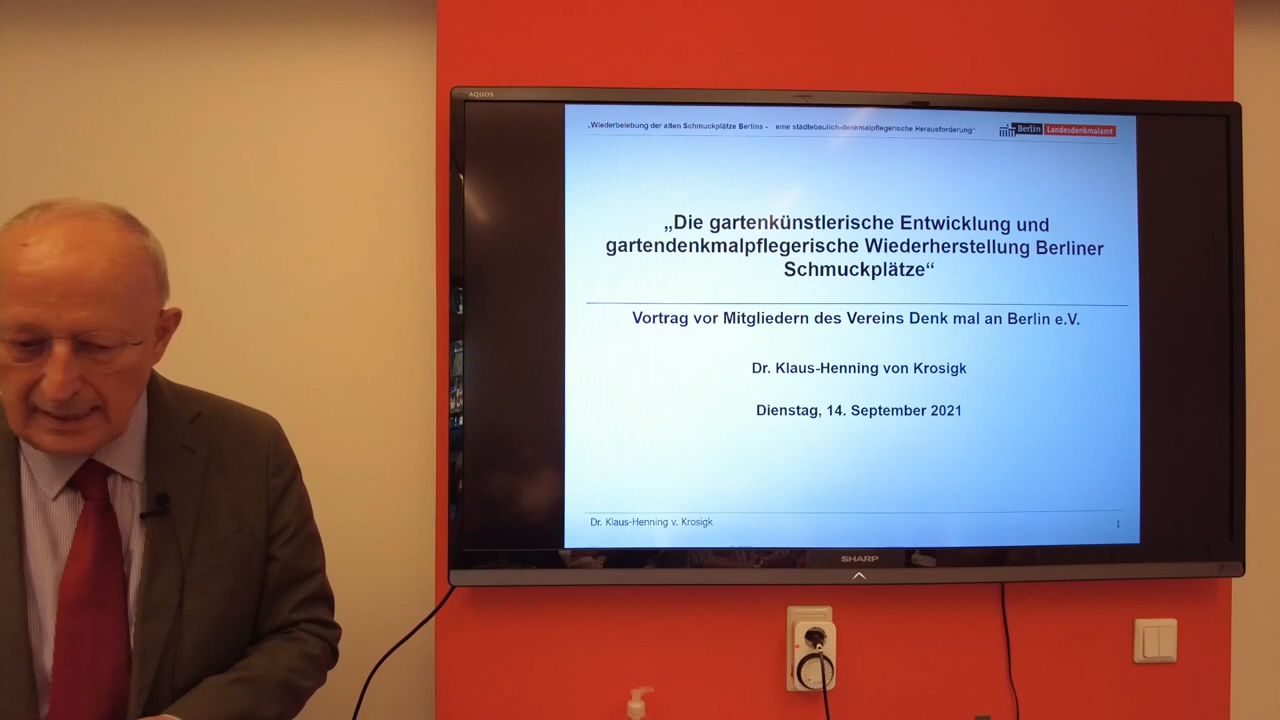 AQUOS
„Wiederbelebung der alten Schmuckplätze Berlins - eine städtebaulich-denkmalpflegerische Herausforderung“
Berlin Landesdenkmalamt
„Die gartenkünstlerische Entwicklung und
gartendenkmalpflegerische Wiederherstellung Berliner
Schmuckplätze“
Vortrag vor Mitgliedern des Vereins Denk mal an Berlin e.V.
Dr. Klaus-Henning von Krosigk
Dienstag, 14. September 2021
Dr. Klaus-Henning v. Krosigk 1
SHARP